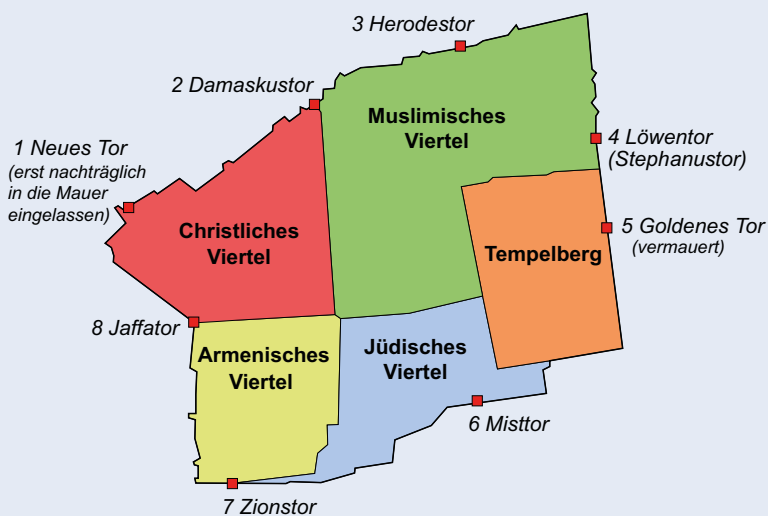 3 Herodestor
2 Damaskustor
Muslimisches
Viertel
1 Neues Tor
(erst nachträglich
in die Mauer
eingelassen)
4 Löwentor
(Stephanustor)
Christliches
Viertel
Tempelberg
5 Goldenes Tor
(vermauert)
8 Jaffator
Armenisches
Viertel
Jüdisches
Viertel
6 Misttor
7 Zionstor